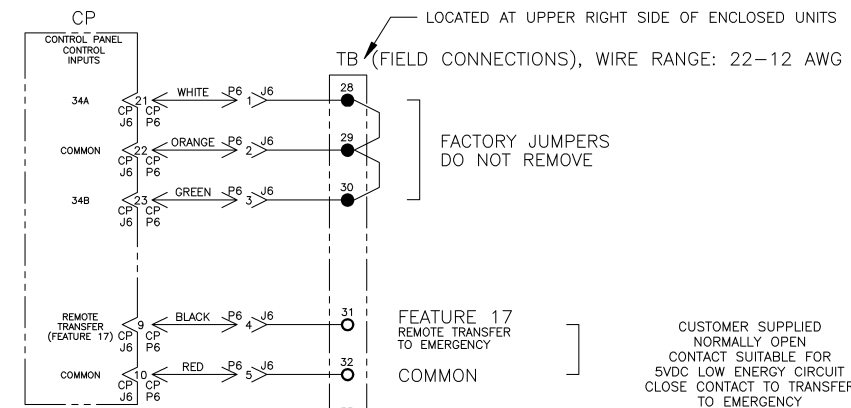 CP
LOCATED AT UPPER RIGHT SIDE OF ENCLOSED UNITS
CONTROL PANEL
CONTROL
INPUTS
TB (FIELD CONNECTIONS), WIRE RANGE: 22-12 AWG
34A 21 WHITE P6 1 J6 28
CP CP
J6 P6
COMMON 22 ORANGE P6 2 J6 29
CP CP
J6 P6
34B 23 GREEN P6 3 J6 30
CP CP
J6 P6
FACTORY JUMPERS
DO NOT REMOVE
REMOTE
TRANSFER
(FEATURE 17)
9 BLACK P6 4 J6 31
CP CP
J6 P6
FEATURE 17
REMOTE TRANSFER
TO EMERGENCY
COMMON 10 RED P6 5 J6 32
CP CP
J6 P6
COMMON
CUSTOMER SUPPLIED
NORMALLY OPEN
CONTACT SUITABLE FOR
5VDC LOW ENERGY CIRCUIT
CLOSE CONTACT TO TRANSFER
TO EMERGENCY